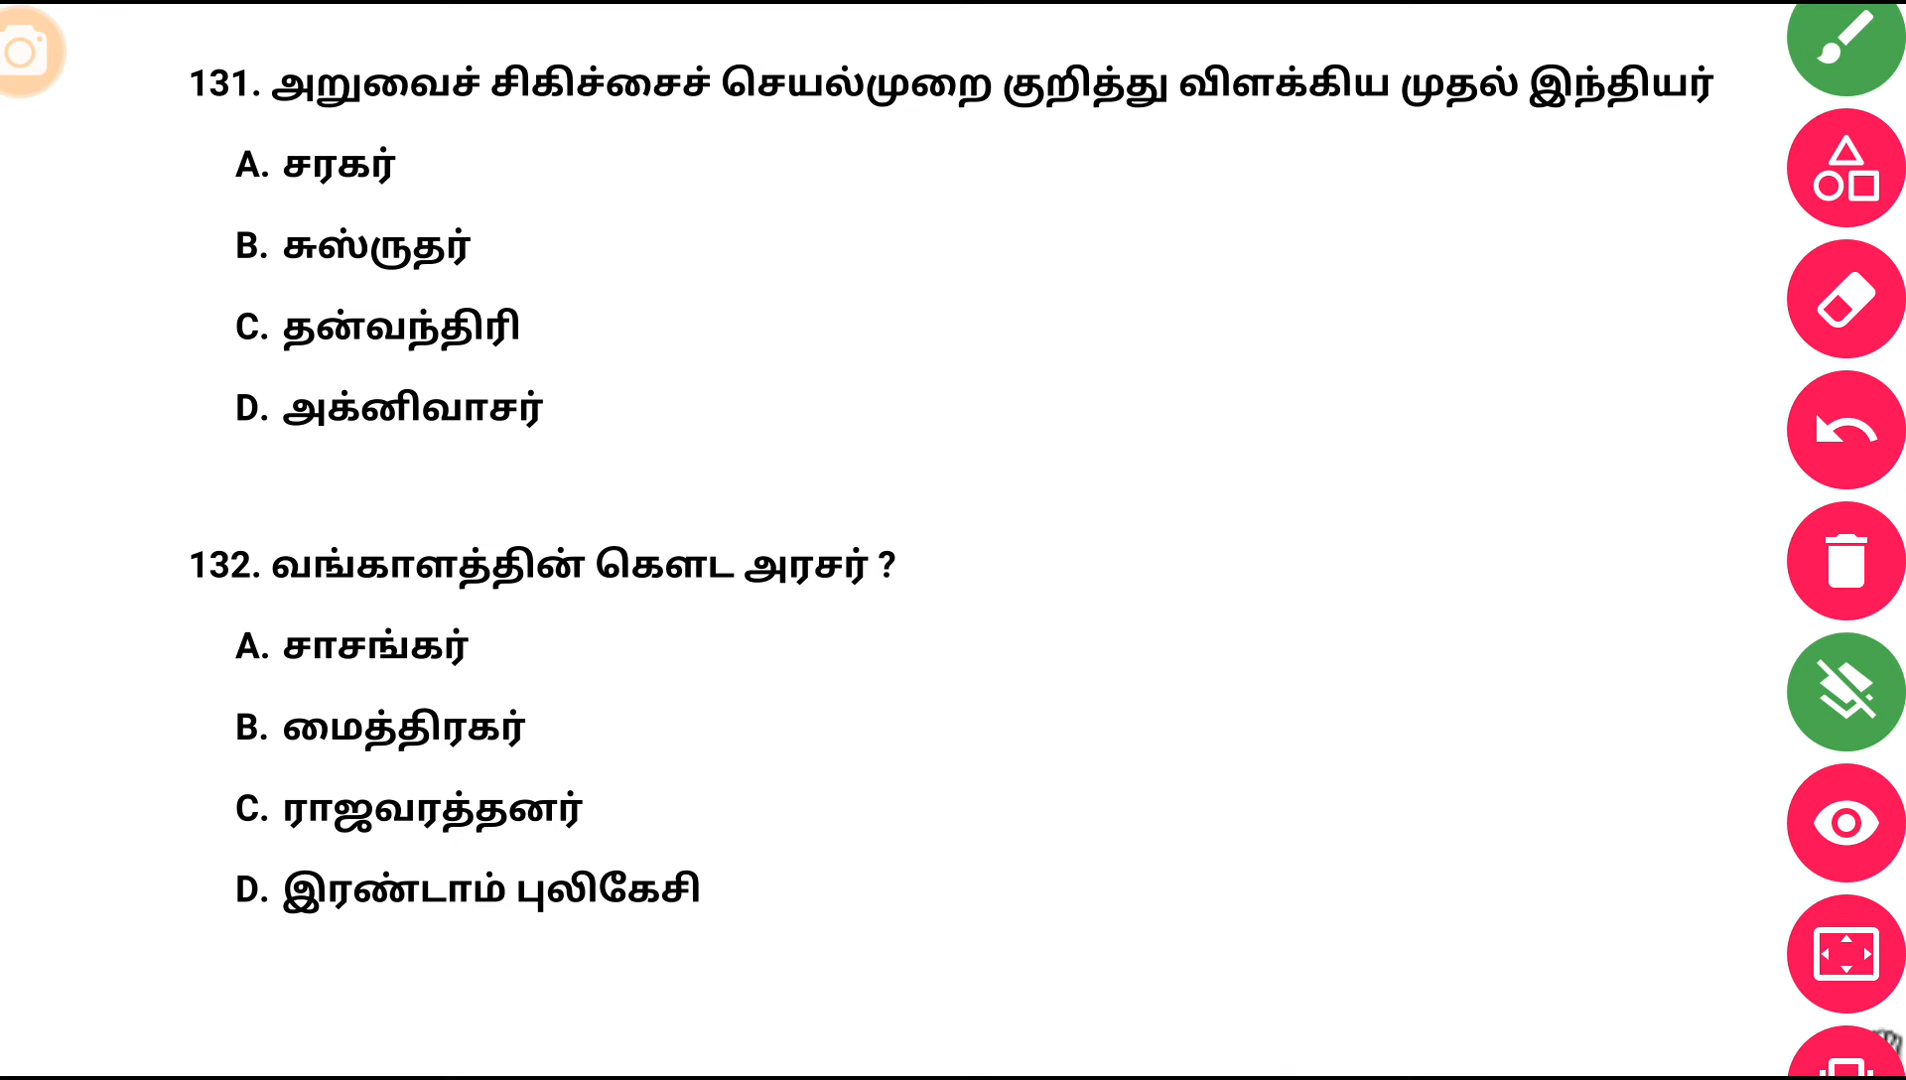 131. அறுவைச் சிகிச்சைச் செயல்முறை குறித்து விளக்கிய முதல் இந்தியர்
A. சரகர்
B. சுஸ்ருதர்
C. தன்வந்திரி
D. அக்னிவாசர்
132. வங்காளத்தின் கௌட அரசர் ?
A. சாசங்கர்
B. மைத்திரகர்
C. ராஜவரத்தனர்
D. இரண்டாம் புலிகேசி